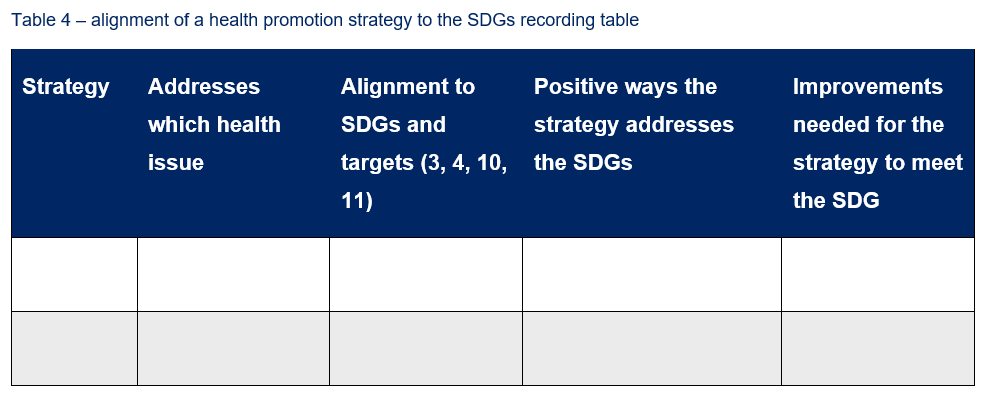 Table 4 – alignment of a health promotion strategy to the SDGs recording table
Strategy
Addresses
which health
issue
Alignment to
SDGs and
targets (3, 4, 10,
11)
Positive ways the
strategy addresses
the SDGs
Improvements
needed for the
strategy to meet
the SDG